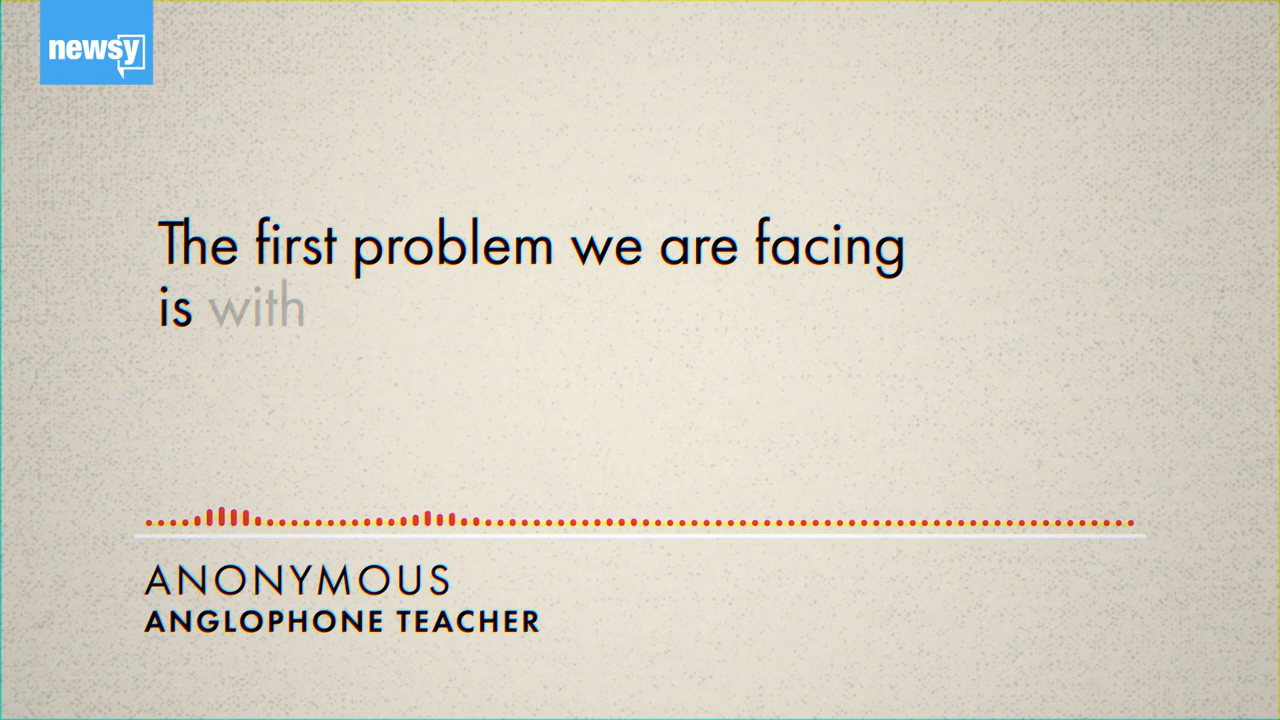 newsy
The first problem we are facing
is with
ANONYMOUS
ANGLOPHONE TEACHER